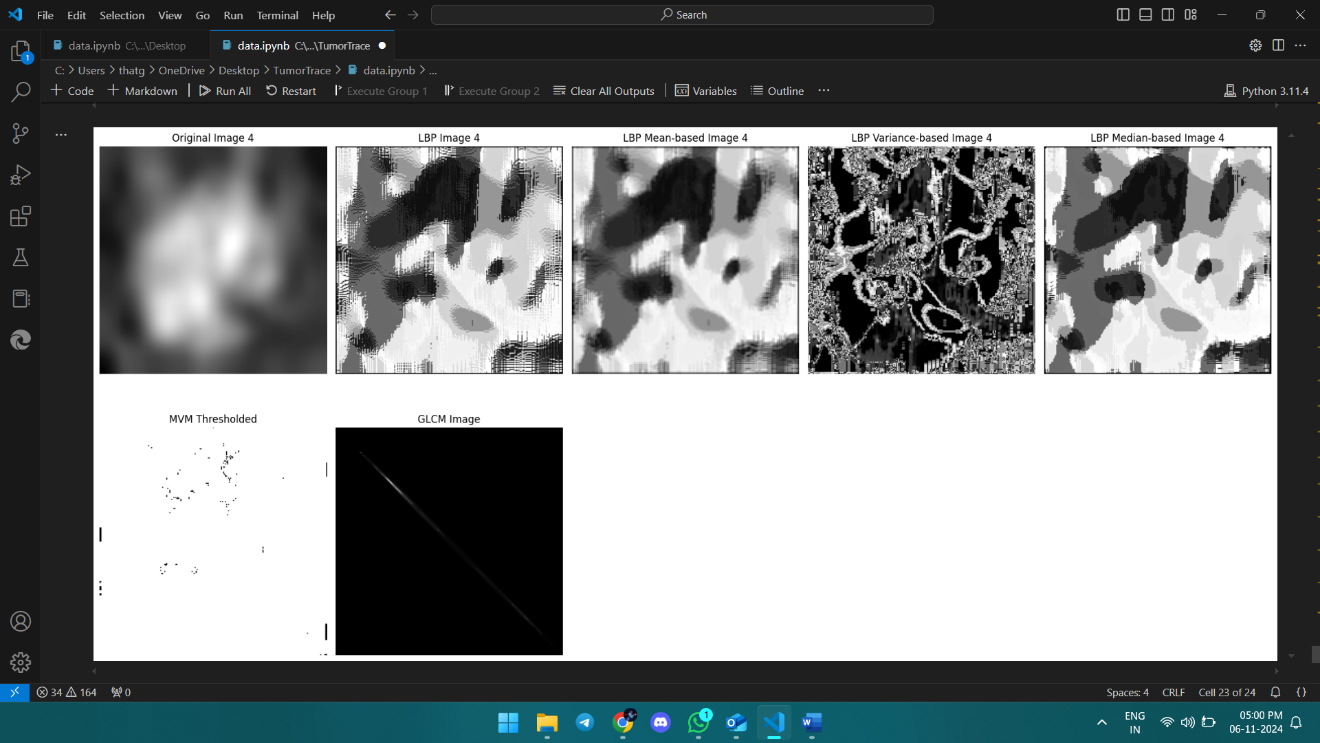 File Edit Selection View Go Run Terminal Help Search
data.ipynb C:\...\Desktop data.ipynb C:\...\TumorTrace
C: > Users > thatg > OneDrive > Desktop > TumorTrace > data.ipynb > ...
+ Code + Markdown | Run All Restart Execute Group 1 Execute Group 2 Clear All Outputs | Variables Outline ... Python 3.11.4
1
...
Original Image 4 LBP Image 4 LBP Mean-based Image 4 LBP Variance-based Image 4 LBP Median-based Image 4
MVM Thresholded GLCM Image
34 164 0 Spaces: 4 CRLF Cell 23 of 24 {}
1
ENG 05:00 PM
IN 06-11-2024